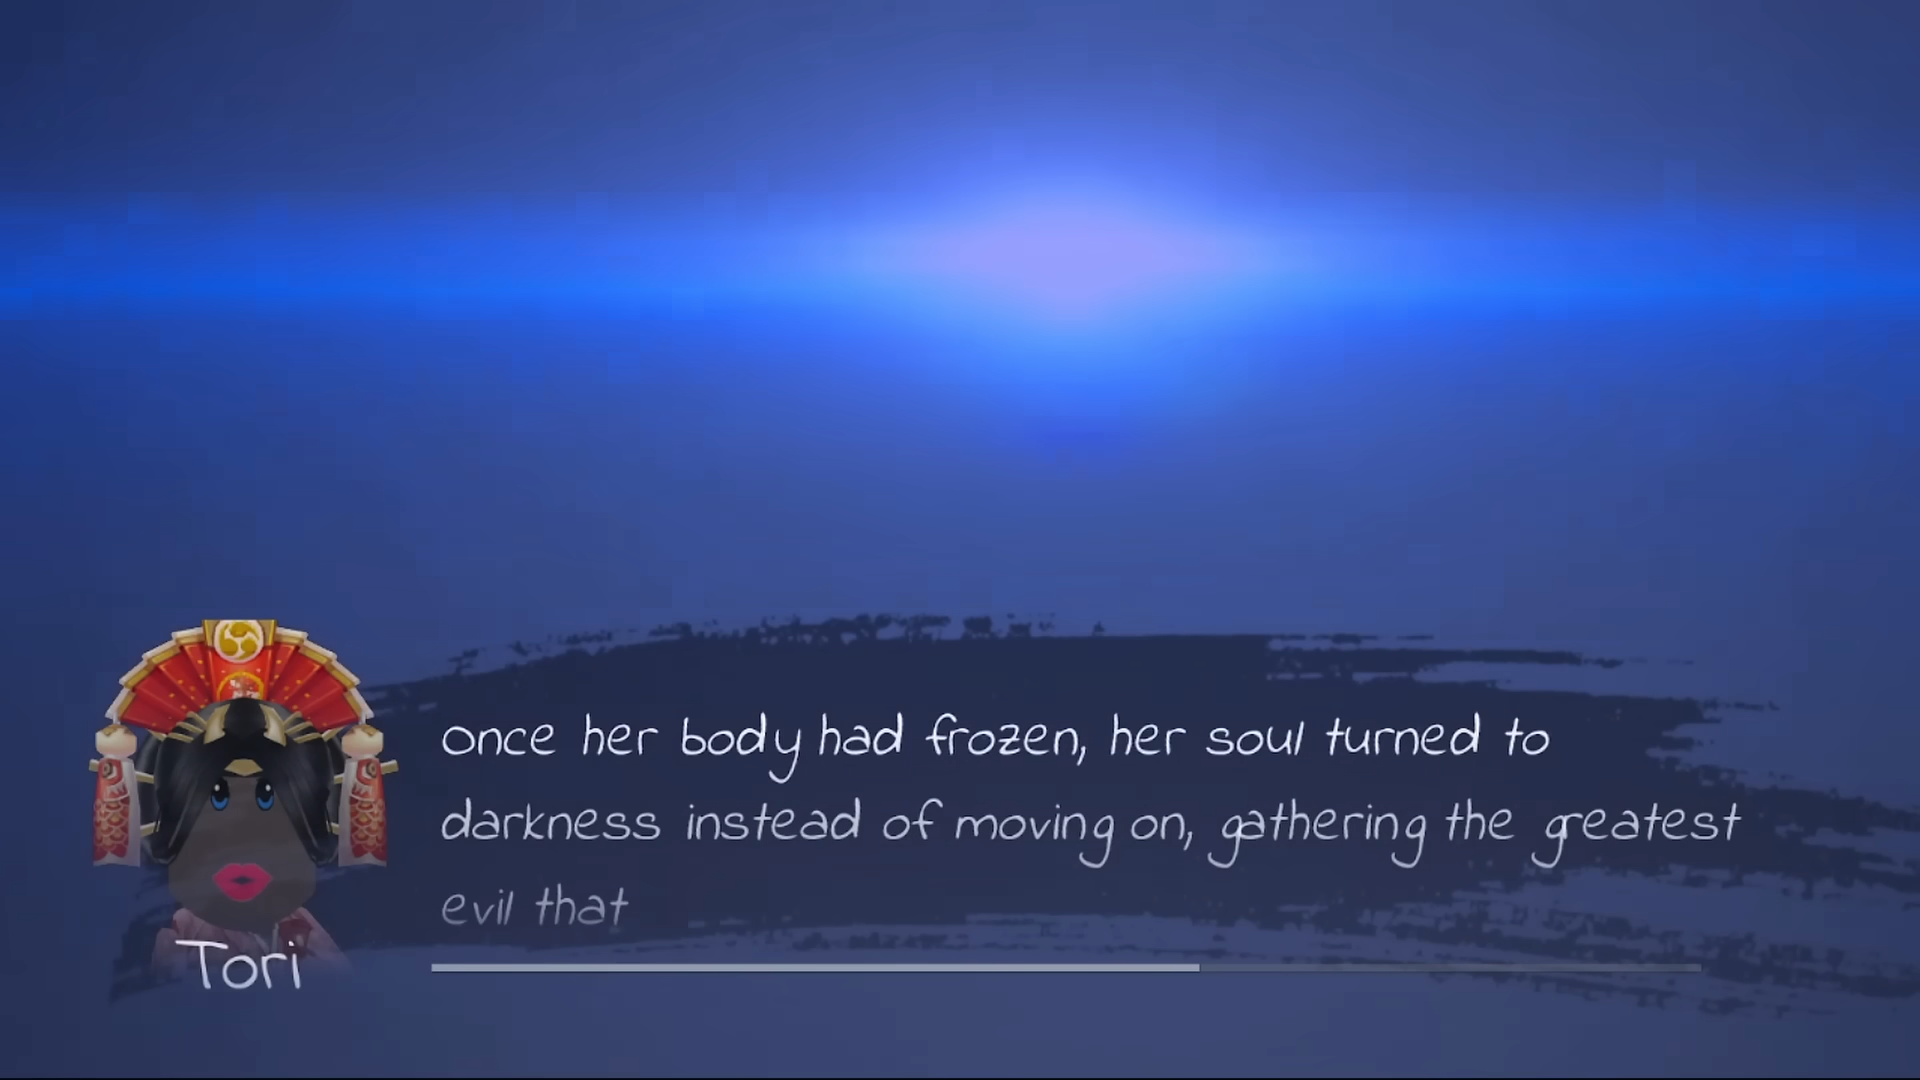 Once her body had frozen, her soul turned to
darkness instead of moving on, gathering the greatest
evil that
Tori